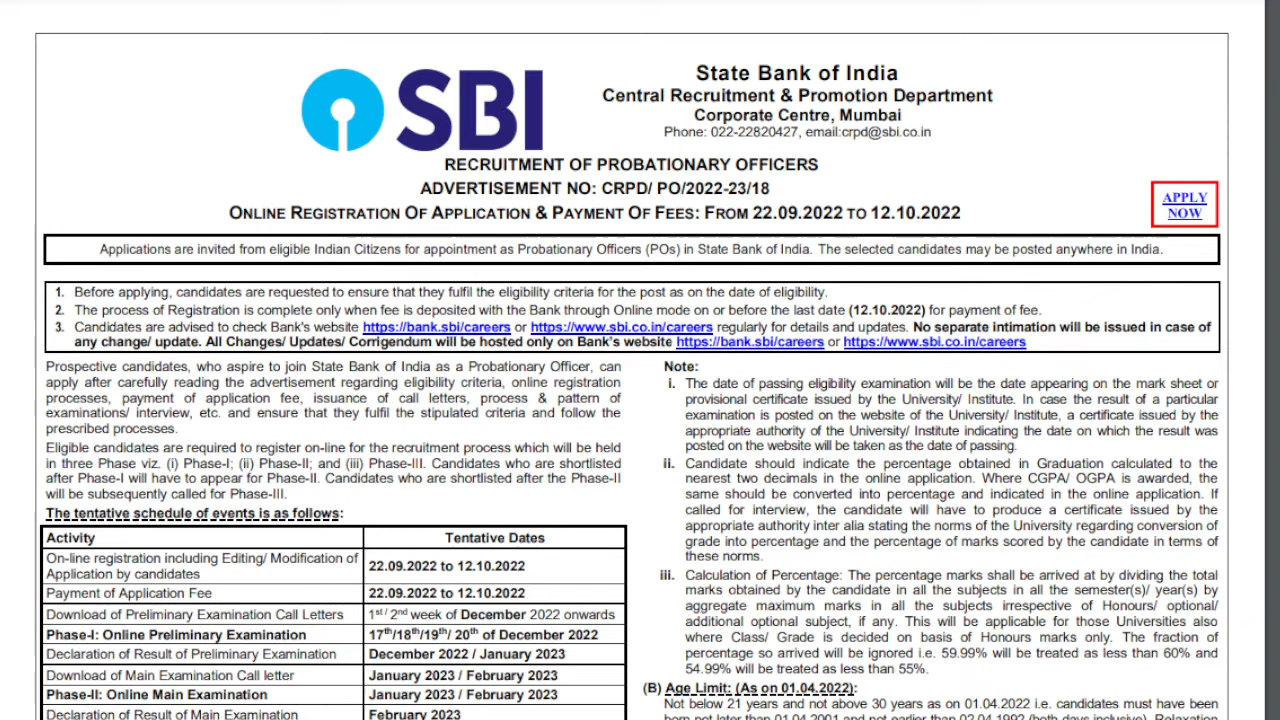 SBI
State Bank of India
Central Recruitment & Promotion Department
Corporate Centre, Mumbai
Phone: 022-22820427, email:crpd@sbi.co.in
RECRUITMENT OF PROBATIONARY OFFICERS
ADVERTISEMENT NO: CRPD/ PO/2022-23/18
ONLINE REGISTRATION OF APPLICATION & PAYMENT OF FEES: FROM 22.09.2022 TO 12.10.2022
APPLY
NOW
Applications are invited from eligible Indian Citizens for appointment as Probationary Officers (POs) in State Bank of India. The selected candidates may be posted anywhere in India.
1. Before applying, candidates are requested to ensure that they fulfil the eligibility criteria for the post as on the date of eligibility.
2. The process of Registration is complete only when fee is deposited with the Bank through Online mode on or before the last date (12.10.2022) for payment of fee.
3. Candidates are advised to check Bank's website https://bank.sbi/careers or https://www.sbi.co.in/careers regularly for details and updates. No separate intimation will be issued in case of
any change/ update. All Changes/ Updates/ Corrigendum will be hosted only on Bank's website https://bank.sbi/careers or https://www.sbi.co.in/careers
Prospective candidates, who aspire to join State Bank of India as a Probationary Officer, can
apply after carefully reading the advertisement regarding eligibility criteria, online registration
processes, payment of application fee, issuance of call letters, process & pattern of
examinations/ interview, etc. and ensure that they fulfil the stipulated criteria and follow the
prescribed processes.
Eligible candidates are required to register on-line for the recruitment process which will be held
in three Phase viz. (i) Phase-I; (ii) Phase-II; and (iii) Phase-III. Candidates who are shortlisted
after Phase-I will have to appear for Phase-II. Candidates who are shortlisted after the Phase-II
will be subsequently called for Phase-III.
The tentative schedule of events is as follows:
Activity Tentative Dates
On-line registration including Editing/ Modification of
Application by candidates 22.09.2022 to 12.10.2022
Payment of Application Fee 22.09.2022 to 12.10.2022
Download of Preliminary Examination Call Letters 1st / 2nd week of December 2022 onwards
Phase-I: Online Preliminary Examination 17th/18th/19th/ 20th of December 2022
Declaration of Result of Preliminary Examination December 2022 / January 2023
Download of Main Examination Call letter January 2023 / February 2023
Phase-II: Online Main Examination January 2023 / February 2023
Declaration of Result of Main Examination February 2023
Note:
i. The date of passing eligibility examination will be the date appearing on the mark sheet or
provisional certificate issued by the University/ Institute. In case the result of a particular
examination is posted on the website of the University/ Institute, a certificate issued by the
appropriate authority of the University/ Institute indicating the date on which the result was
posted on the website will be taken as the date of passing.
ii. Candidate should indicate the percentage obtained in Graduation calculated to the
nearest two decimals in the online application. Where CGPA/ OGPA is awarded, the
same should be converted into percentage and indicated in the online application. If
called for interview, the candidate will have to produce a certificate issued by the
appropriate authority inter alia stating the norms of the University regarding conversion of
grade into percentage and the percentage of marks scored by the candidate in terms of
these norms.
iii. Calculation of Percentage: The percentage marks shall be arrived at by dividing the total
marks obtained by the candidate in all the subjects in all the semester(s)/ year(s) by
aggregate maximum marks in all the subjects irrespective of Honours/ optional/
additional optional subject, if any. This will be applicable for those Universities also
where Class/ Grade is decided on basis of Honours marks only. The fraction of
percentage so arrived will be ignored i.e. 59.99% will be treated as less than 60% and
54.99% will be treated as less than 55%.
(B) Age Limit: (As on 01.04.2022):
Not below 21 years and not above 30 years as on 01.04.2022 i.e. candidates must have been
born not later than 01.04.2001 and not earlier than 02.04.1992 (both days inclusive). Relaxation